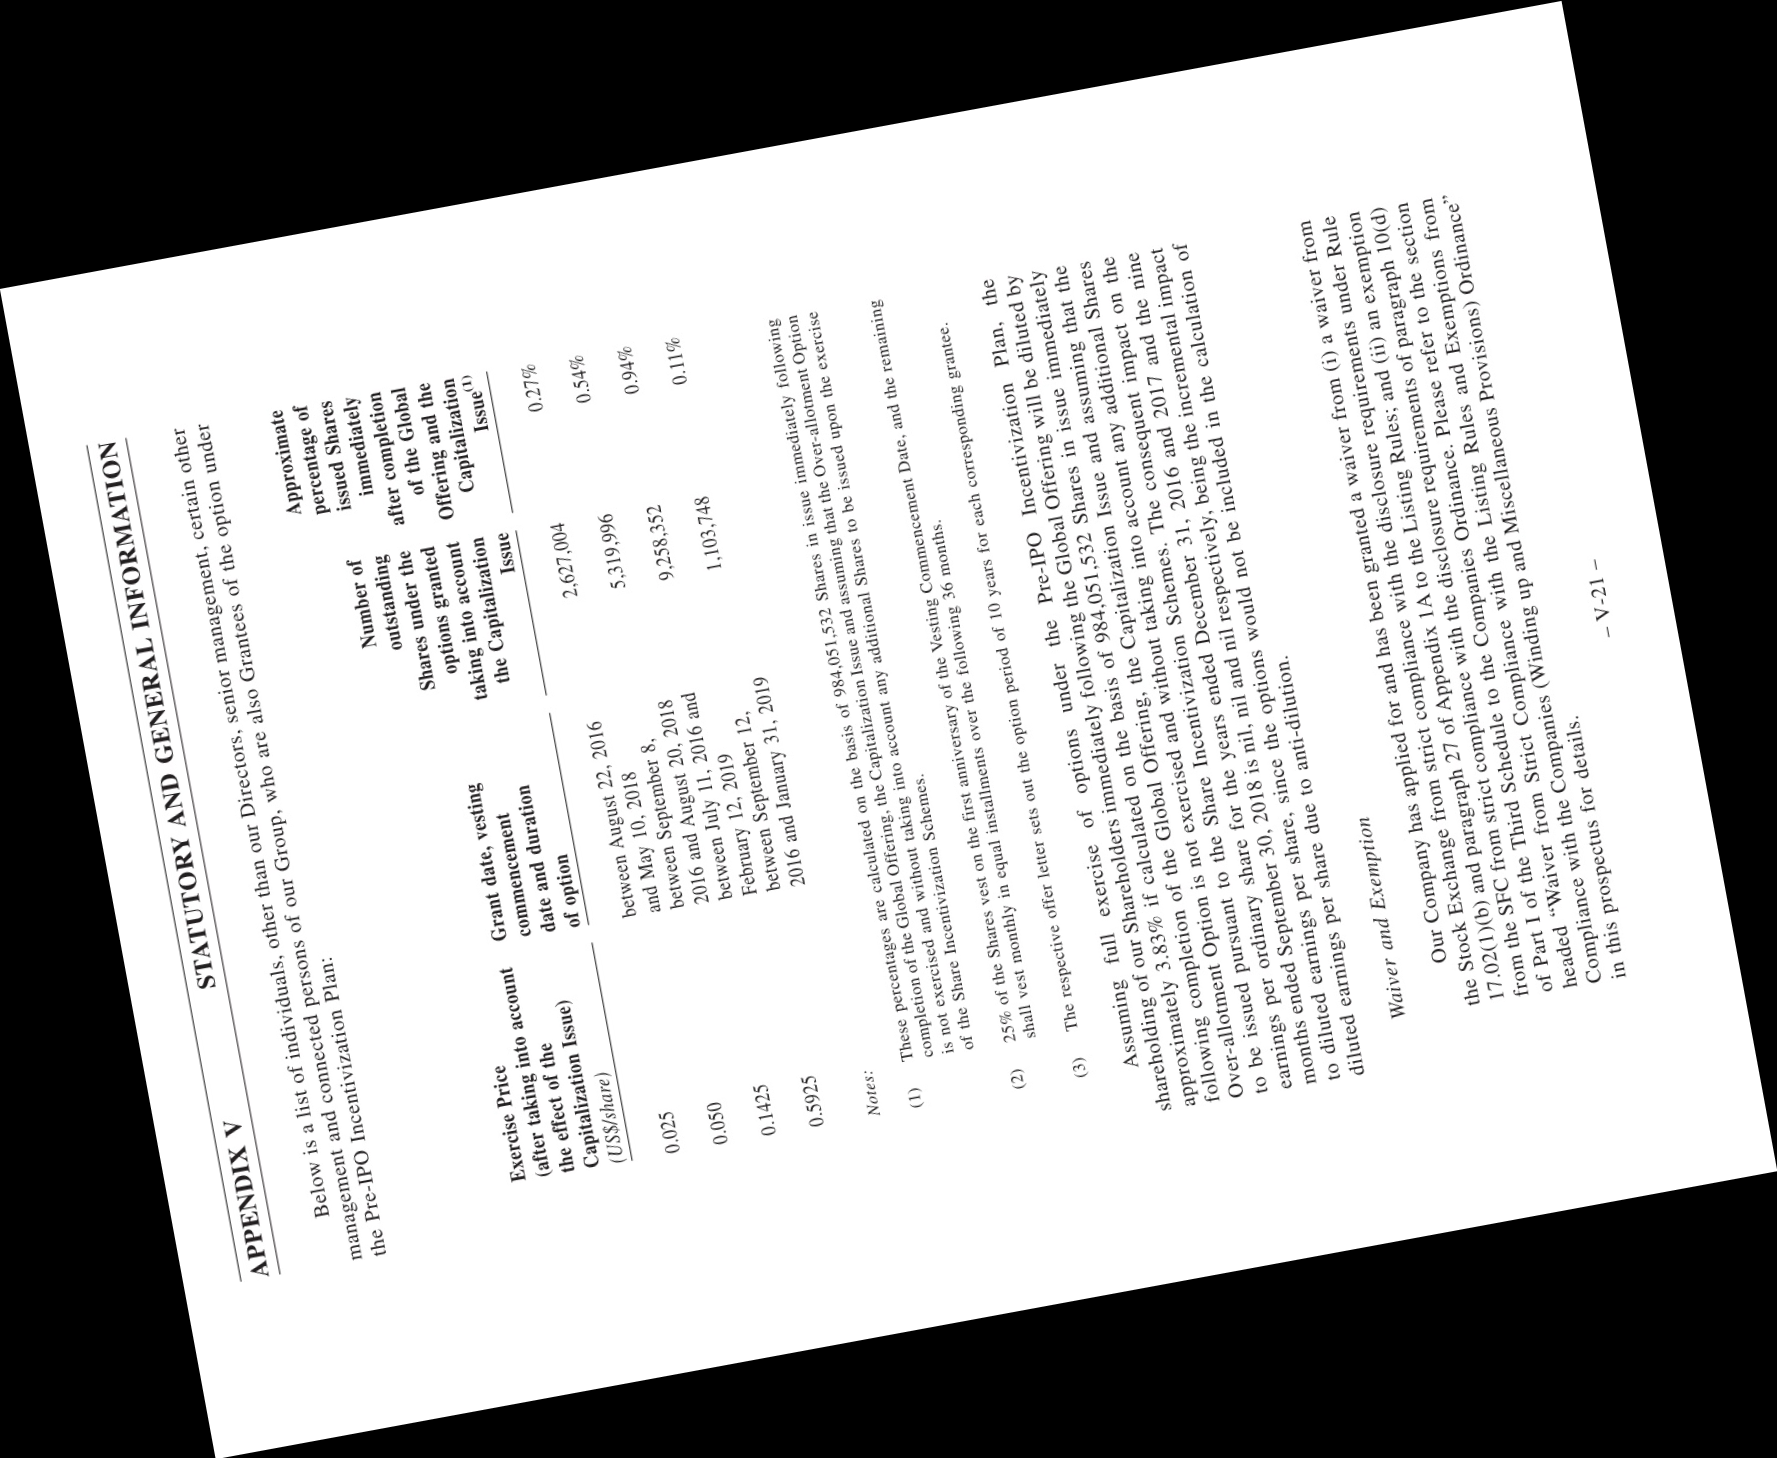 APPENDIX V STATUTORY AND GENERAL INFORMATION
Below is a list of individuals, other than our Directors, senior management, certain other
management and connected persons of our Group, who are also Grantees of the option under
the Pre-IPO Incentivization Plan:
Exercise Price
(after taking into account
the effect of the
Capitalization Issue)
(US$/share)
Grant date, vesting
commencement
date and duration
of option
Number of
outstanding
Shares under the
options granted
taking into account
the Capitalization
Issue
Approximate
percentage of
issued Shares
immediately
after completion
of the Global
Offering and the
Capitalization
Issue(1)
0.025 between August 22, 2016 2,627,004 0.27%
and May 10, 2018
0.050 between September 8, 5,319,996 0.54%
2016 and August 20, 2018
0.1425 between July 11, 2016 and 9,258,352 0.94%
February 12, 2019
0.5925 between September 12, 1,103,748 0.11%
2016 and January 31, 2019
Notes:
(1) These percentages are calculated on the basis of 984,051,532 Shares in issue immediately following
completion of the Global Offering, the Capitalization Issue and assuming that the Over-allotment Option
is not exercised and without taking into account any additional Shares to be issued upon the exercise
of the Share Incentivization Schemes.
(2) 25% of the Shares vest on the first anniversary of the Vesting Commencement Date, and the remaining
shall vest monthly in equal installments over the following 36 months.
(3) The respective offer letter sets out the option period of 10 years for each corresponding grantee.
Assuming full exercise of options under the Pre-IPO Incentivization Plan, the
shareholding of our Shareholders immediately following the Global Offering will be diluted by
approximately 3.83% if calculated on the basis of 984,051,532 Shares in issue immediately
following completion of the Global Offering, the Capitalization Issue and assuming that the
Over-allotment Option is not exercised and without taking into account any additional Shares
to be issued pursuant to the Share Incentivization Schemes. The consequent impact on the
earnings per ordinary share for the years ended December 31, 2016 and 2017 and the nine
months ended September 30, 2018 is nil, nil and nil respectively, being the incremental impact
to diluted earnings per share, since the options would not be included in the calculation of
diluted earnings per share due to anti-dilution.
Waiver and Exemption
Our Company has applied for and has been granted a waiver from (i) a waiver from
the Stock Exchange from strict compliance with the disclosure requirements under Rule
17.02(1)(b) and paragraph 27 of Appendix 1A to the Listing Rules; and (ii) an exemption
from the SFC from strict compliance with the disclosure requirements of paragraph 10(d)
of Part I of the Third Schedule to the Companies Ordinance. Please refer to the section
headed “Waiver from Strict Compliance with the Listing Rules and Exemptions from
Compliance with the Companies (Winding up and Miscellaneous Provisions) Ordinance”
in this prospectus for details.
– V-21 –